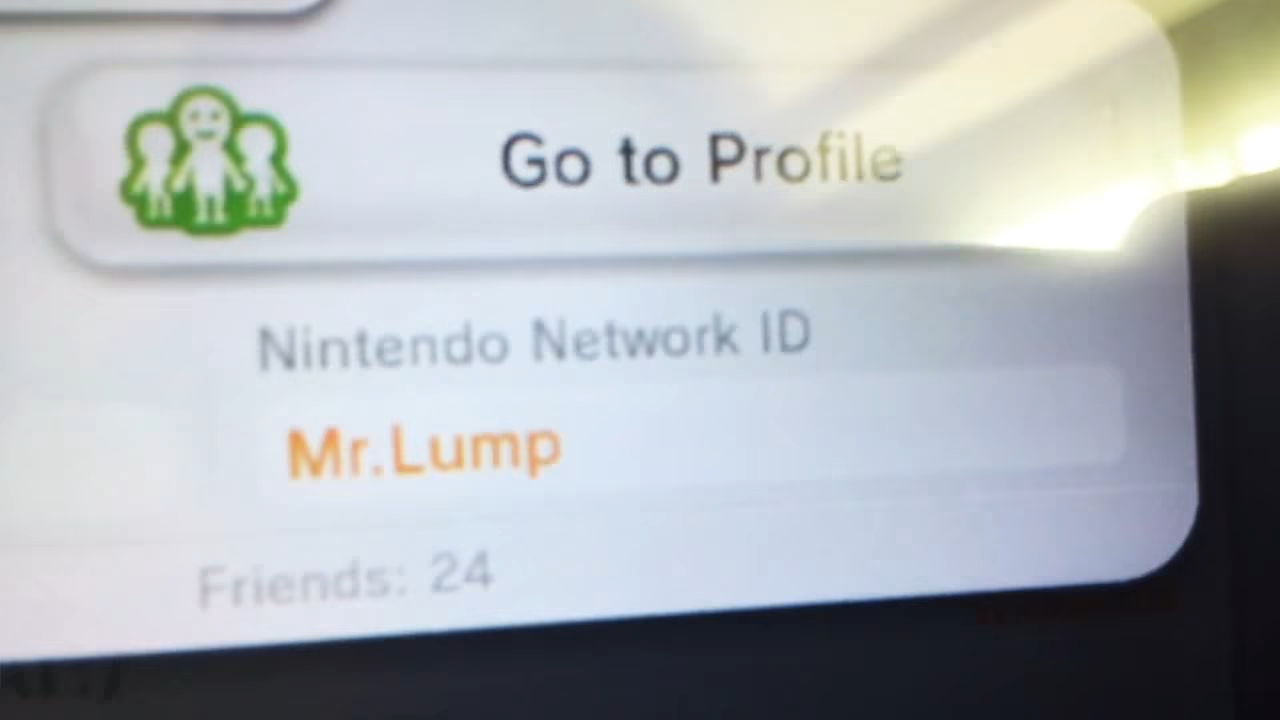 Go to Profile
Nintendo Network ID
Mr.Lump
Friends: 24